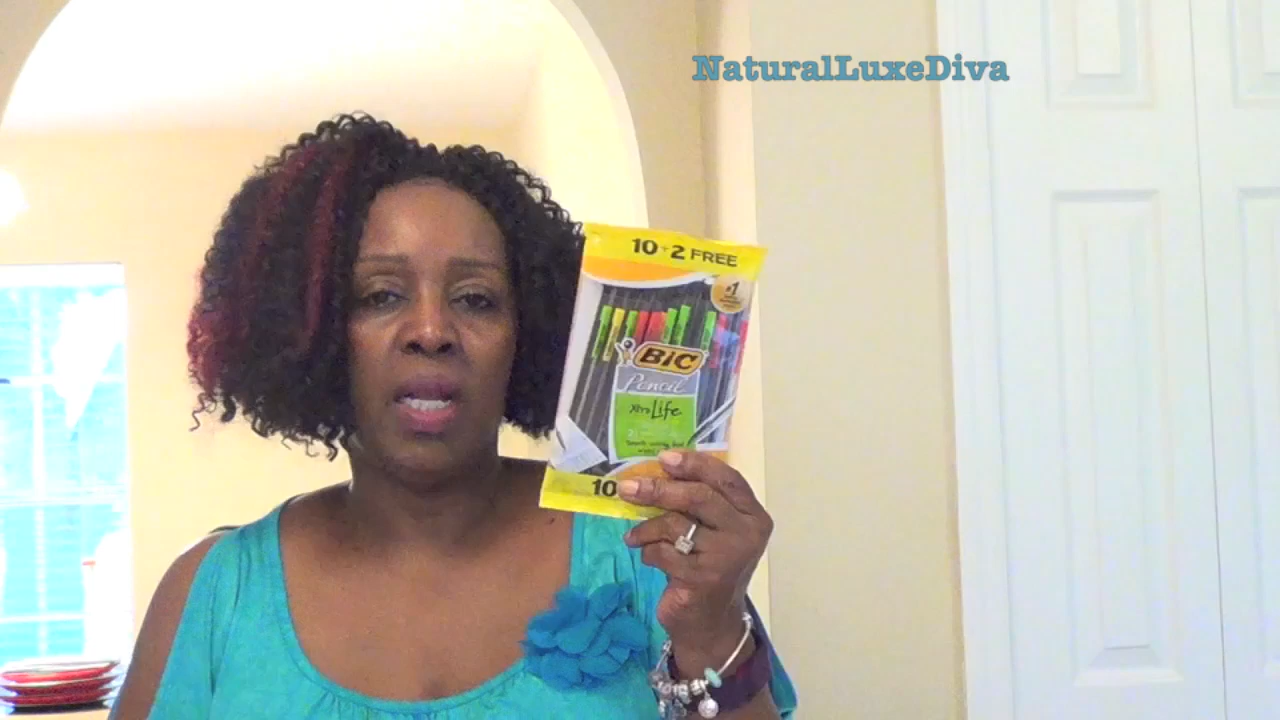 NaturalLuxeDiva
10+2 FREE
#1
BIC
Pencil
Xtra Life
10